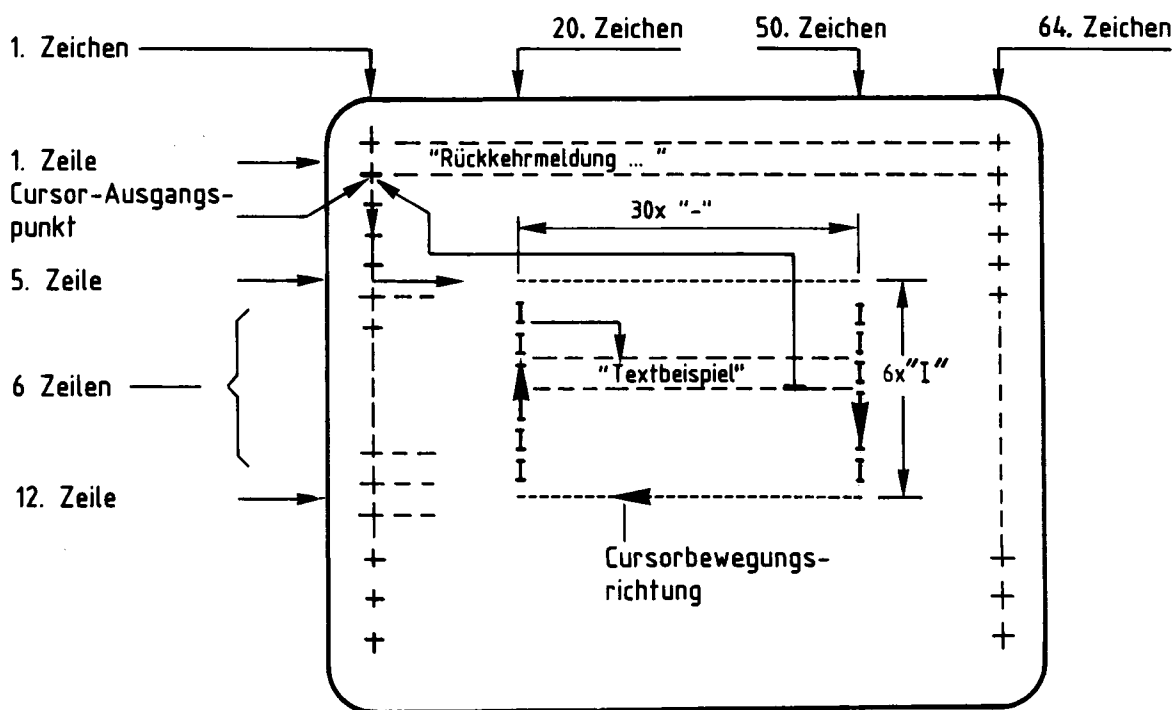 1. Zeichen
20. Zeichen
50. Zeichen
64. Zeichen
1. Zeile
"Rückkehrmeldung ... "
Cursor-Ausgangs-
punkt
30x "-"
5. Zeile
I I
I I
6 Zeilen
"Textbeispiel"
I
6x"I"
I I
I I
12. Zeile
Cursorbewegungs-
richtung